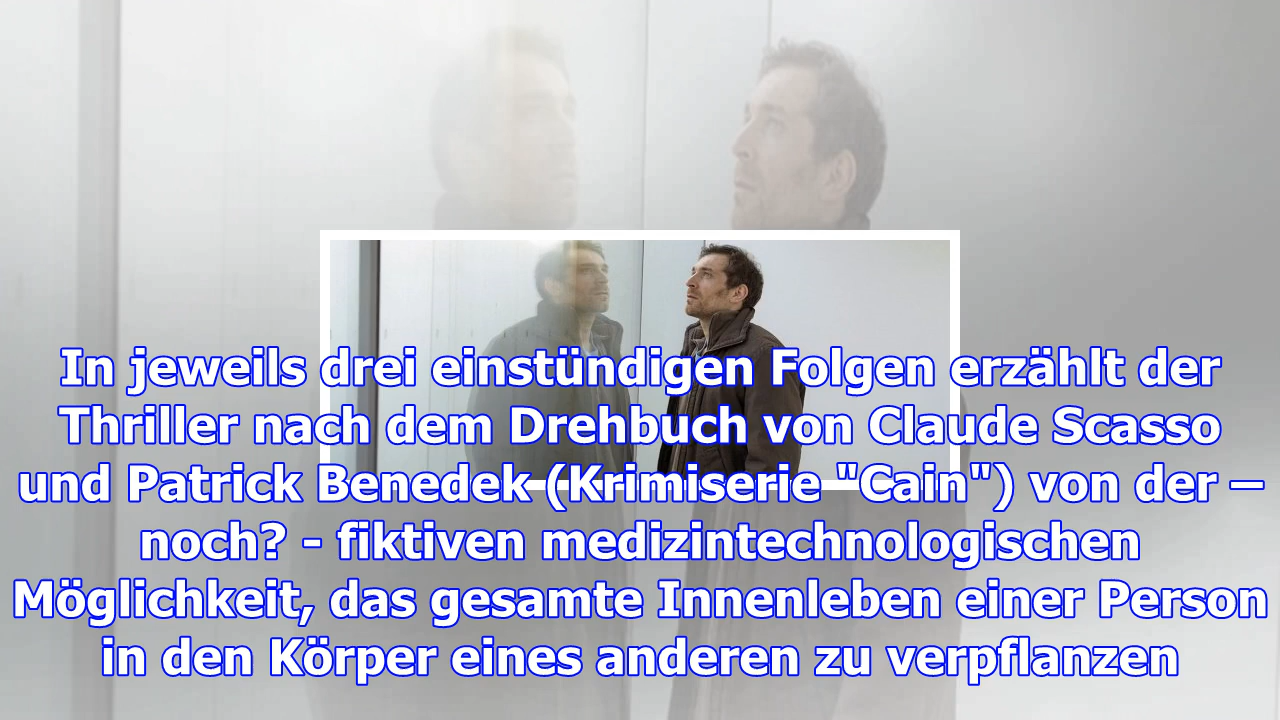 In jeweils drei einstündigen Folgen erzählt der
Thriller nach dem Drehbuch von Claude Scasso
und Patrick Benedek (Krimiserie "Cain") von der –
noch? - fiktiven medizintechnologischen
Möglichkeit, das gesamte Innenleben einer Person
in den Körper eines anderen zu verpflanzen